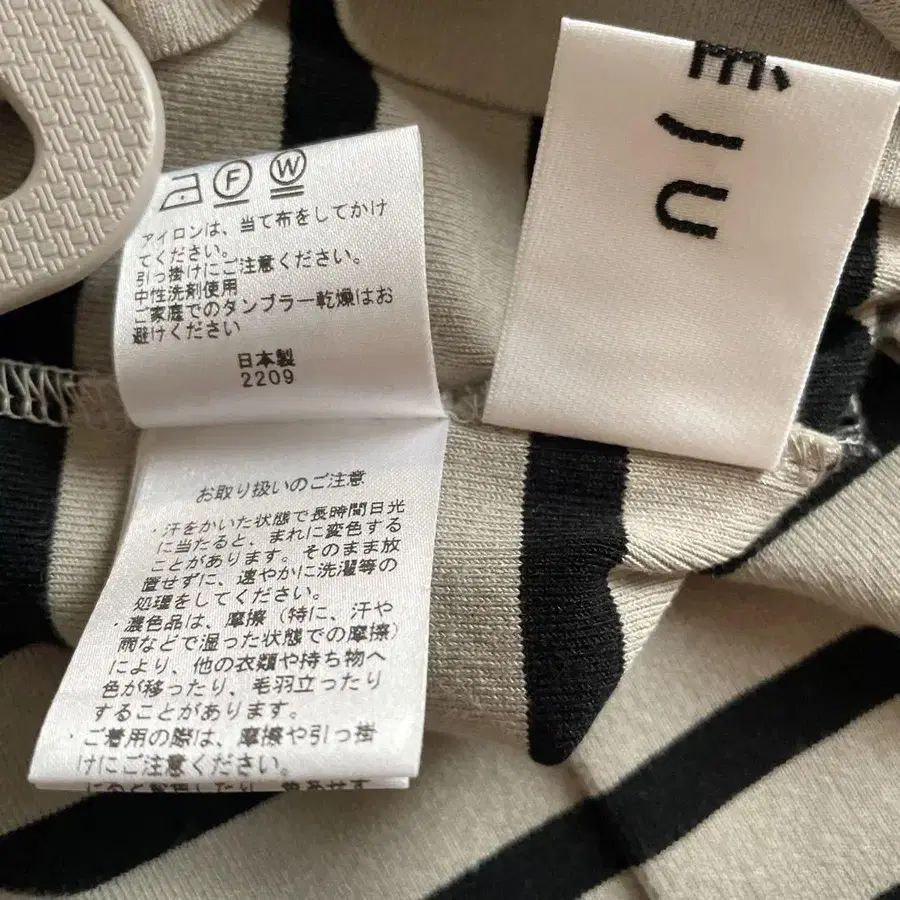 F W
アイロンは、当て布をしてかけ
てください。
引っ掛けにご注意ください。
中性洗剤使用
ご家庭でのタンブラー乾燥はお
避けください
日本製
2209
お取り扱いのご注意
・汗をかいた状態で長時間日光
に当たると、まれに変色する
ことがあります。そのまま放
置せずに、速やかに洗濯等の
処理をしてください。
・濃色品は、摩擦（特に、汗や
雨などで湿った状態での摩擦）
により、他の衣類や持ち物へ
色が移ったり、毛羽立ったり
することがあります。
・ご着用の際は、摩擦や引っ掛
けにご注意ください。